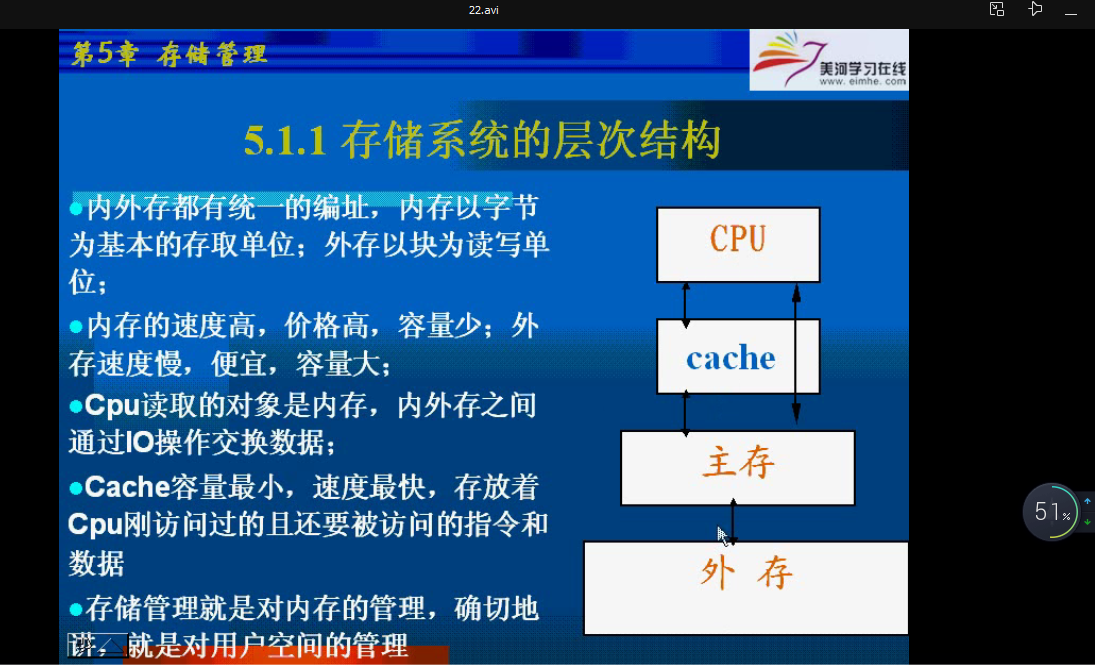 22.avi
第5章 存储管理
美河学习在线
www. eimhe. com
5.1.1 存储系统的层次结构
●内外存都有统一的编址，内存以字节
为基本的存取单位；外存以块为读写单
位；
●内存的速度高，价格高，容量少；外
存速度慢，便宜，容量大；
●Cpu读取的对象是内存，内外存之间
通过IO操作交换数据；
●Cache容量最小，速度最快，存放着
Cpu刚访问过的且还要被访问的指令和
数据
●存储管理就是对内存的管理，确切地
，就是对用户空间的管理
CPU
cache
主存
外 存
51%